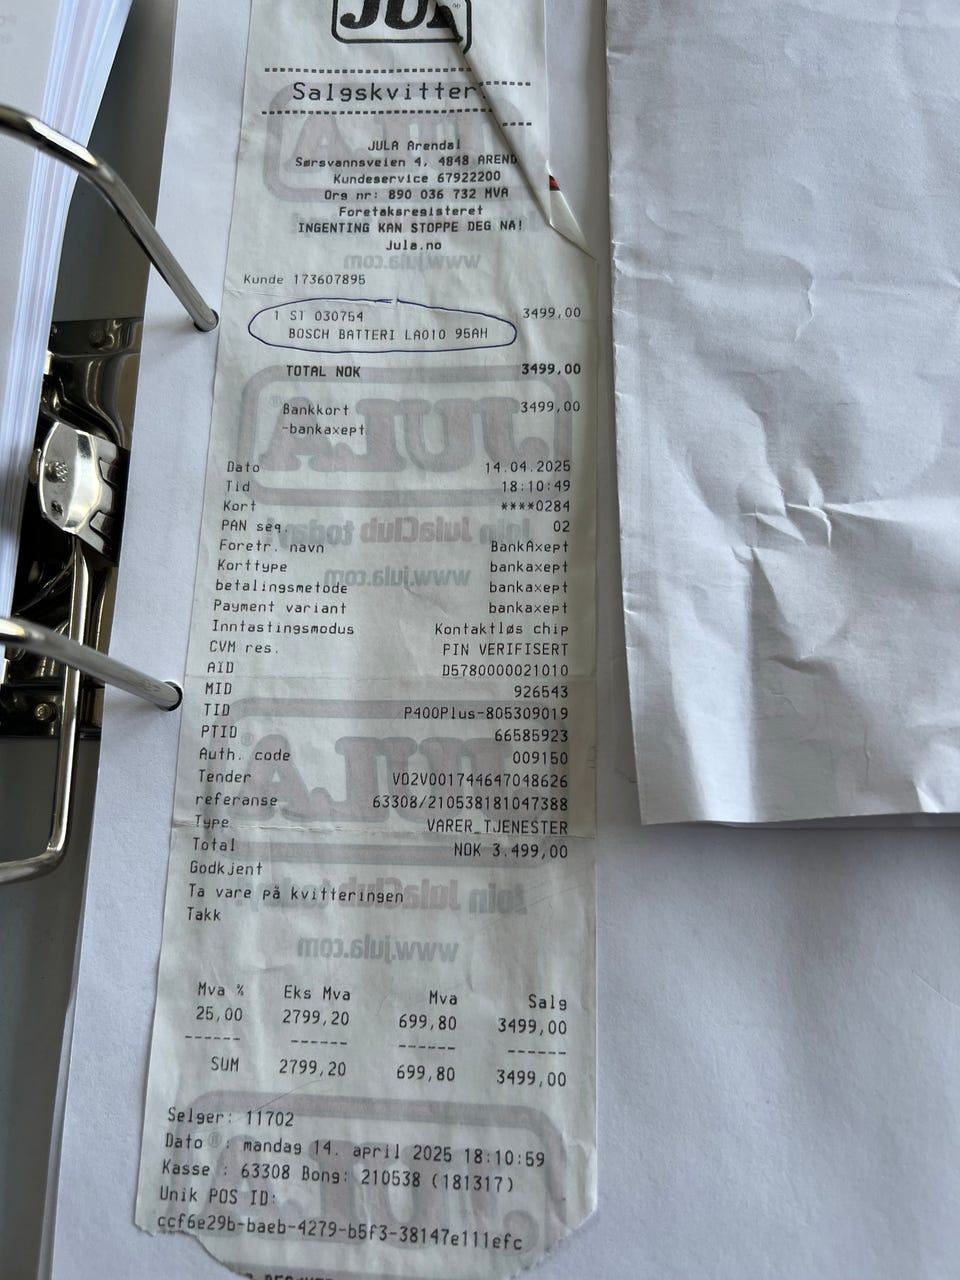 JULA
Salgskvitter
JULA Arendal
Sørsvannsveien 4, 4848 AREND
Kundeservice 67922200
Org nr: 890 036 732 MVA
Foretaksregisteret
INGENTING KAN STOPPE DEG NÅ!
Jula.no
Kunde 173607895
1 ST 030754 3499,00
BOSCH BATTERI LA010 95AH
TOTAL NOK 3499,00
Bankkort 3499,00
-bankaxept
Dato 14.04.2025
Tid 18:10:49
Kort ****0284
PAN seq. 02
Foretr. navn BankAxept
Korttype bankaxept
betalingsmetode bankaxept
Payment variant bankaxept
Inntastingsmodus Kontaktløs chip
CVM res. PIN VERIFISERT
AID D5780000021010
MID 926543
TID P400Plus-805309019
PTID 66585923
Auth. code 009150
Tender VO2V001744647048626
referanse 63308/210538181047388
Type VARER_TJENESTER
Total NOK 3.499,00
Godkjent
Ta vare på kvitteringen
Takk
Mva % Eks Mva Mva Salg
25,00 2799,20 699,80 3499,00
------ ------ ------ ------
SUM 2799,20 699,80 3499,00
Selger: 11702
Dato : mandag 14. april 2025 18:10:59
Kasse : 63308 Bong: 210538 (181317)
Unik POS ID:
ccf6e29b-baeb-4279-b5f3-38147e111efc